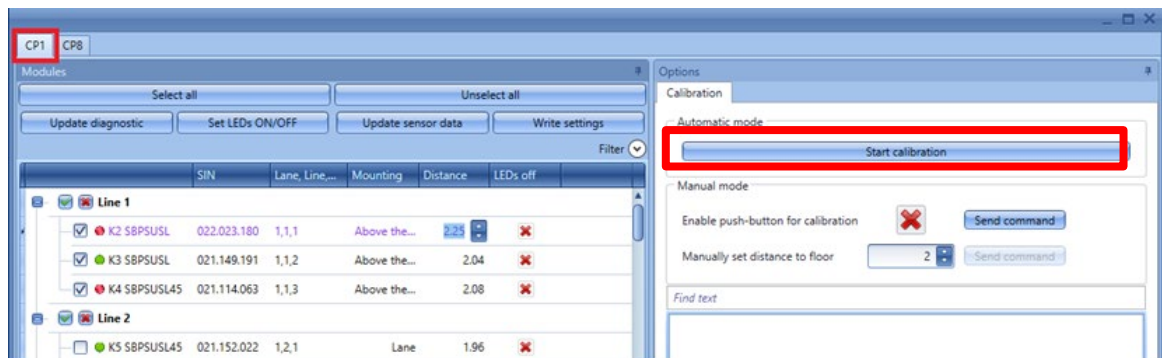 CP1 CP8
Modules
Select all Unselect all
Update diagnostic Set LEDs ON/OFF Update sensor data Write settings
Filter
SIN Lane, Line,... Mounting Distance LEDs off
Line 1
K2 SBPSUSL 022.023.180 1,1,1 Above the... 2.25
K3 SBPSUSL 021.149.191 1,1,2 Above the... 2.04
K4 SBPSUSL45 021.114.063 1,1,3 Above the... 2.08
Line 2
K5 SBPSUSL45 021.152.022 1,2,1 Lane 1.96
Options
Calibration
Automatic mode
Start calibration
Manual mode
Enable push-button for calibration Send command
Manually set distance to floor 2 Send command
Find text